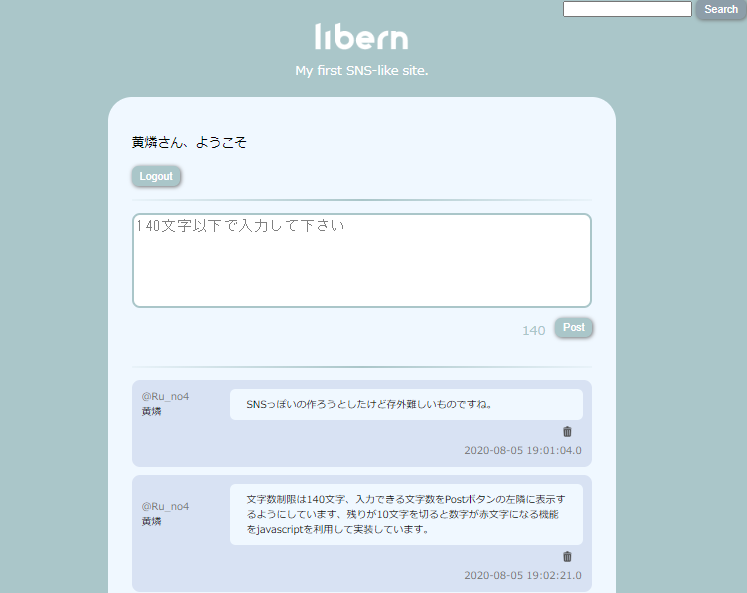 Search
libern
My first SNS-like site.
黄燐さん、ようこそ
Logout
140文字以下で入力して下さい
140
Post
@Ru_no4
黄燐
SNSっぽいの作ろうとしたけど存外難しいものですね。
2020-08-05 19:01:04.0
@Ru_no4
黄燐
文字数制限は140文字、入力できる文字数をPostボタンの左隣に表示す
るようにしています、残りが10文字を切ると数字が赤文字になる機能
をjavascriptを利用して実装しています。
2020-08-05 19:02:21.0